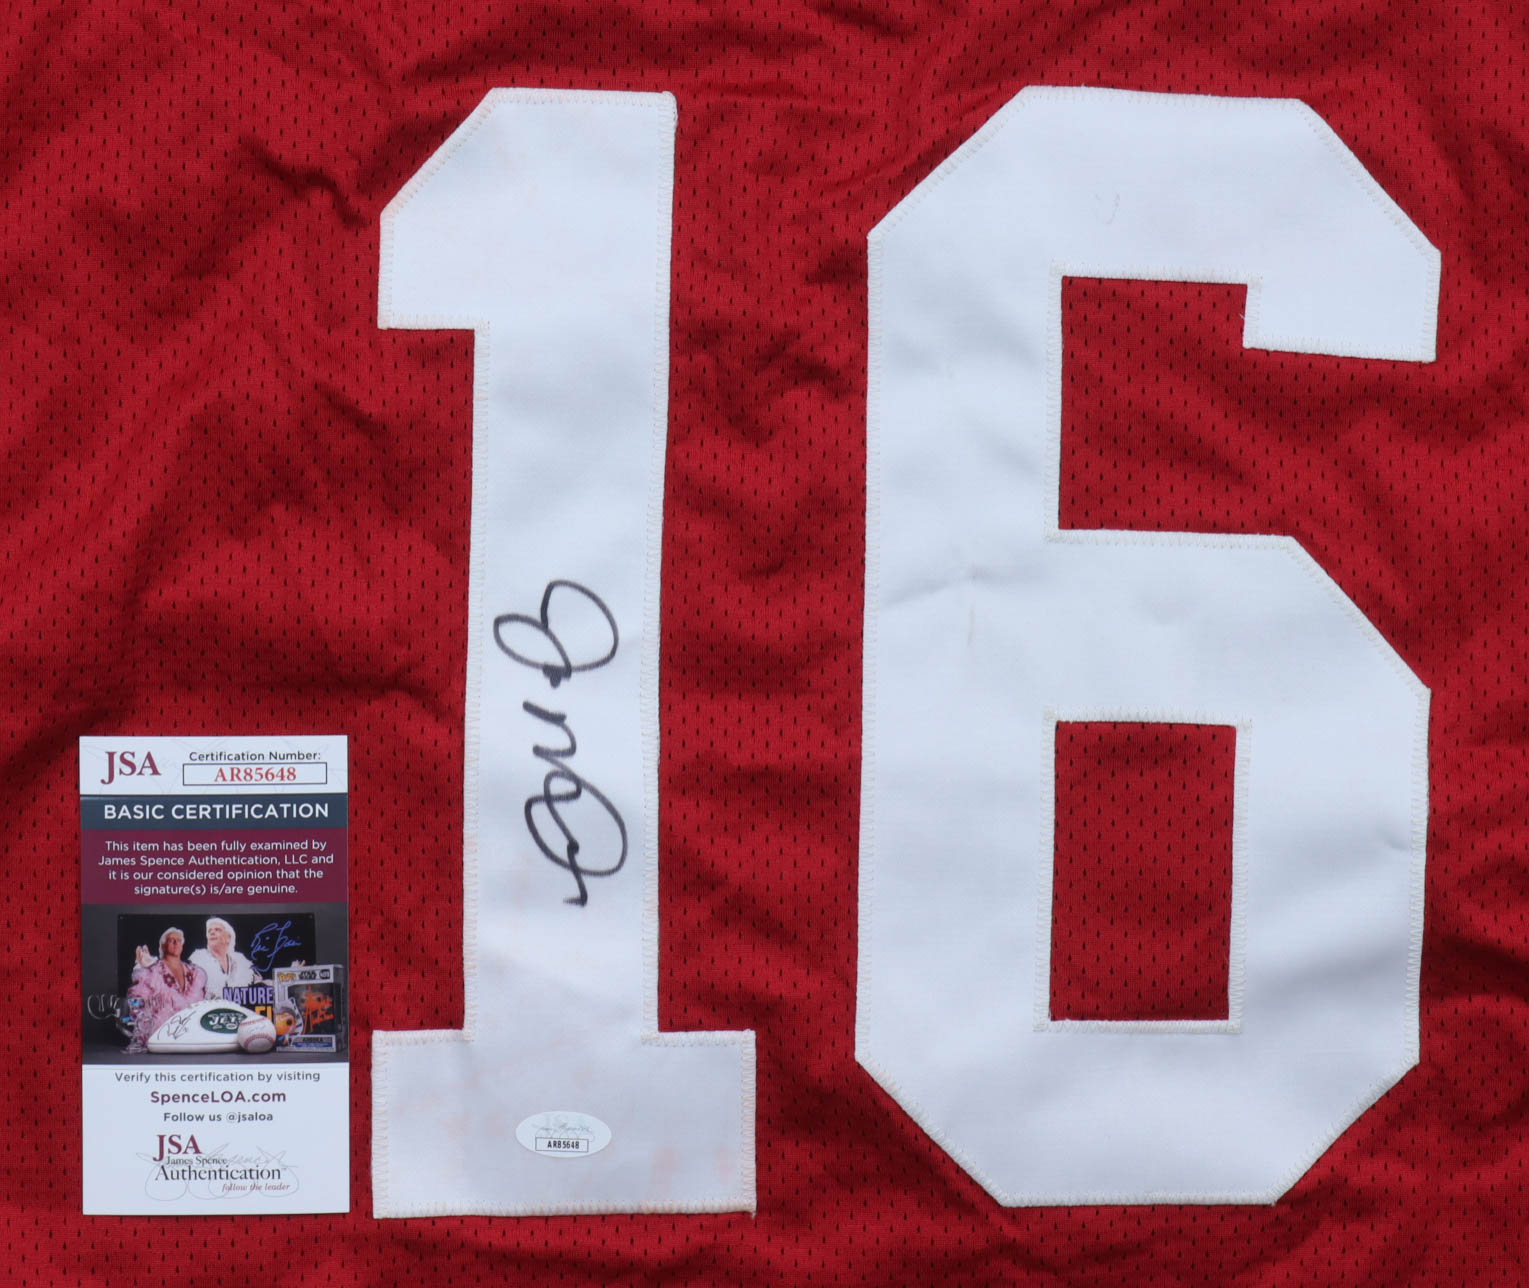 16
JSA
Certification Number:
AR85648
BASIC CERTIFICATION
This item has been fully examined by
James Spence Authentication, LLC and
it is our considered opinion that the
signature(s) is/are genuine.
NATURE
JETS
Verify this certification by visiting
SpenceLOA.com
Follow us @jsaloa
JSA
James Spence
Authentication
follow the leader
AR85648